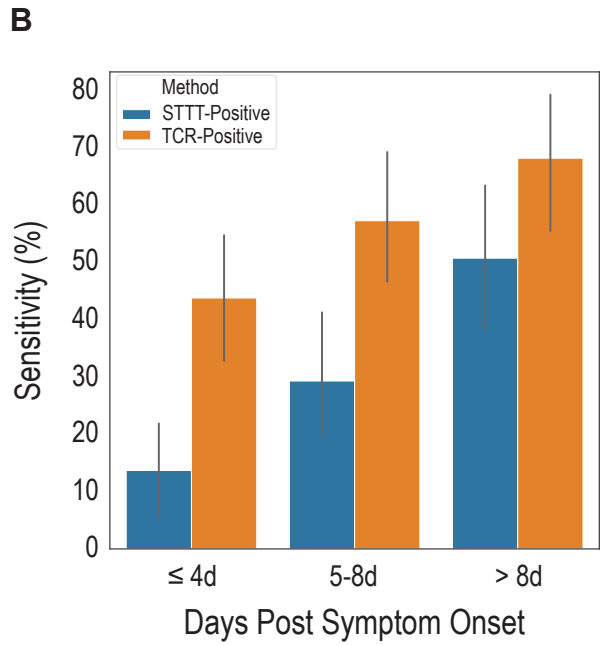 B
Method
STTT-Positive
TCR-Positive
Sensitivity (%)
80
70
60
50
40
30
20
10
0
≤ 4d
5-8d
> 8d
Days Post Symptom Onset